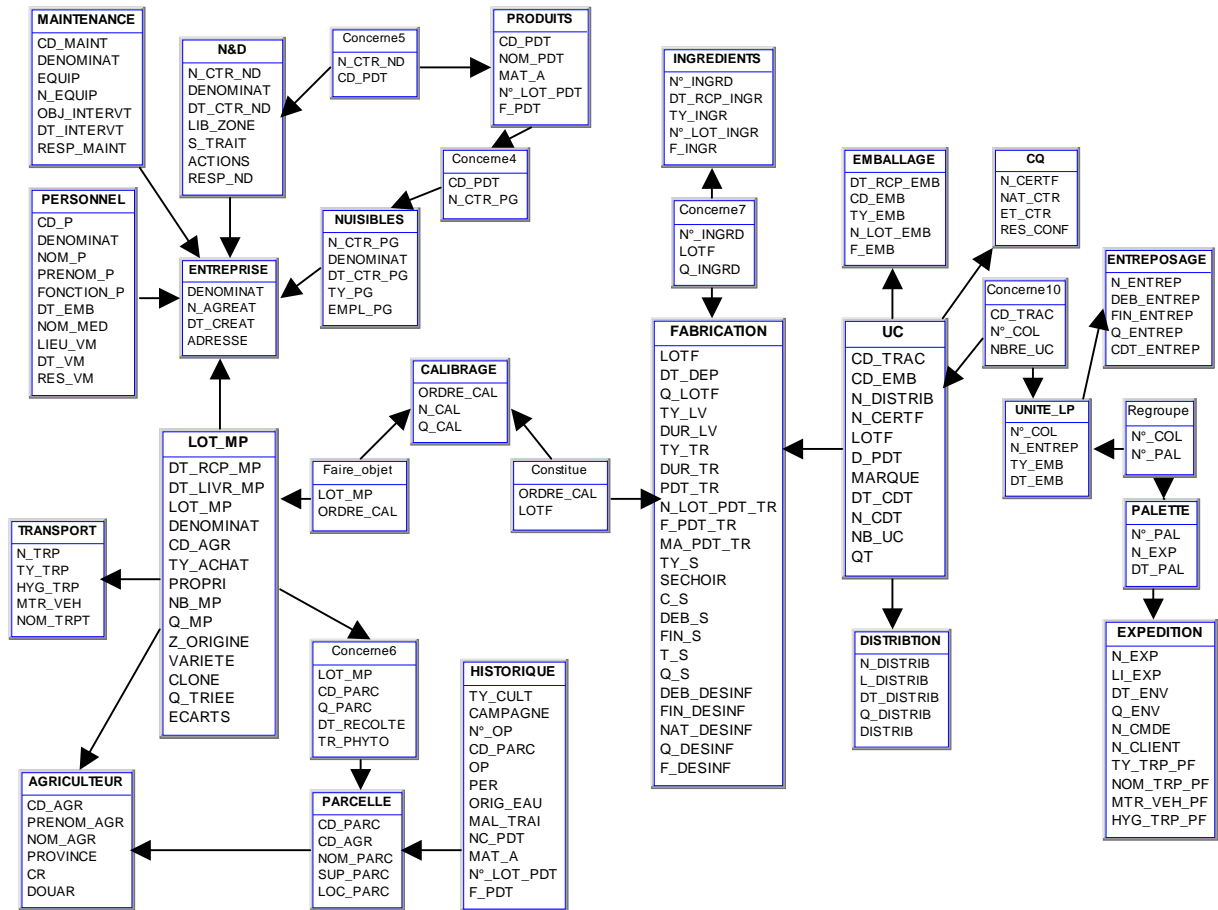 MAINTENANCE
CD_MAINT
DENOMINAT
EQUIP
N_EQUIP
OBJ_INTERVT
DT_INTERVT
RESP_MAINT
N&D
N_CTR_ND
DENOMINAT
DT_CTR_ND
LIB_ZONE
S_TRAIT
ACTIONS
RESP_ND
Concerne5
N_CTR_ND
CD_PDT
PRODUITS
CD_PDT
NOM_PDT
MAT_A
N°_LOT_PDT
F_PDT
Concerne4
CD_PDT
N_CTR_PG
PERSONNEL
CD_P
DENOMINAT
NOM_P
PRENOM_P
FONCTION_P
DT_EMB
NOM_MED
LIEU_VM
DT_VM
RES_VM
ENTREPRISE
DENOMINAT
N_AGREAT
DT_CREAT
ADRESSE
NUISIBLES
N_CTR_PG
DENOMINAT
DT_CTR_PG
TY_PG
EMPL_PG
INGREDIENTS
N°_INGRD
DT_RCP_INGR
TY_INGR
N°_LOT_INGR
F_INGR
Concerne7
N°_INGRD
LOTF
Q_INGRD
EMBALLAGE
DT_RCP_EMB
CD_EMB
TY_EMB
N_LOT_EMB
F_EMB
CQ
N_CERTF
NAT_CTR
ET_CTR
RES_CONF
ENTREPOSAGE
N_ENTREP
DEB_ENTREP
FIN_ENTREP
Q_ENTREP
CDT_ENTREP
Concerne10
CD_TRAC
N°_COL
NBRE_UC
FABRICATION
LOTF
DT_DEP
Q_LOTF
TY_LV
DUR_LV
TY_TR
DUR_TR
PDT_TR
N_LOT_PDT_TR
F_PDT_TR
MA_PDT_TR
TY_S
SECHOIR
C_S
DEB_S
FIN_S
T_S
Q_S
DEB_DESINF
FIN_DESINF
NAT_DESINF
Q_DESINF
F_DESINF
UC
CD_TRAC
CD_EMB
N_DISTRIB
N_CERTF
LOTF
D_PDT
MARQUE
DT_CDT
N_CDT
NB_UC
QT
CALIBRAGE
ORDRE_CAL
N_CAL
Q_CAL
UNITE_LP
N°_COL
N_ENTREP
TY_EMB
DT_EMB
Regroupe
N°_COL
N°_PAL
LOT_MP
DT_RCP_MP
DT_LIVR_MP
LOT_MP
DENOMINAT
CD_AGR
TY_ACHAT
PROPRI
NB_MP
Q_MP
Z_ORIGINE
VARIETE
CLONE
Q_TRIEE
ECARTS
Faire_objet
LOT_MP
ORDRE_CAL
Constitue
ORDRE_CAL
LOTF
PALETTE
N°_PAL
N_EXP
DT_PAL
TRANSPORT
N_TRP
TY_TRP
HYG_TRP
MTR_VEH
NOM_TRPT
Concerne6
LOT_MP
CD_PARC
Q_PARC
DT_RECOLTE
TR_PHYTO
HISTORIQUE
TY_CULT
CAMPAGNE
N°_OP
CD_PARC
OP
PER
ORIG_EAU
MAL_TRAI
NC_PDT
MAT_A
N°_LOT_PDT
F_PDT
DISTRIBTION
N_DISTRIB
L_DISTRIB
DT_DISTRIB
Q_DISTRIB
DISTRIB
EXPEDITION
N_EXP
LI_EXP
DT_ENV
Q_ENV
N_CMDE
N_CLIENT
TY_TRP_PF
NOM_TRP_PF
MTR_VEH_PF
HYG_TRP_PF
AGRICULTEUR
CD_AGR
PRENOM_AGR
NOM_AGR
PROVINCE
CR
DOUAR
PARCELLE
CD_PARC
CD_AGR
NOM_PARC
SUP_PARC
LOC_PARC